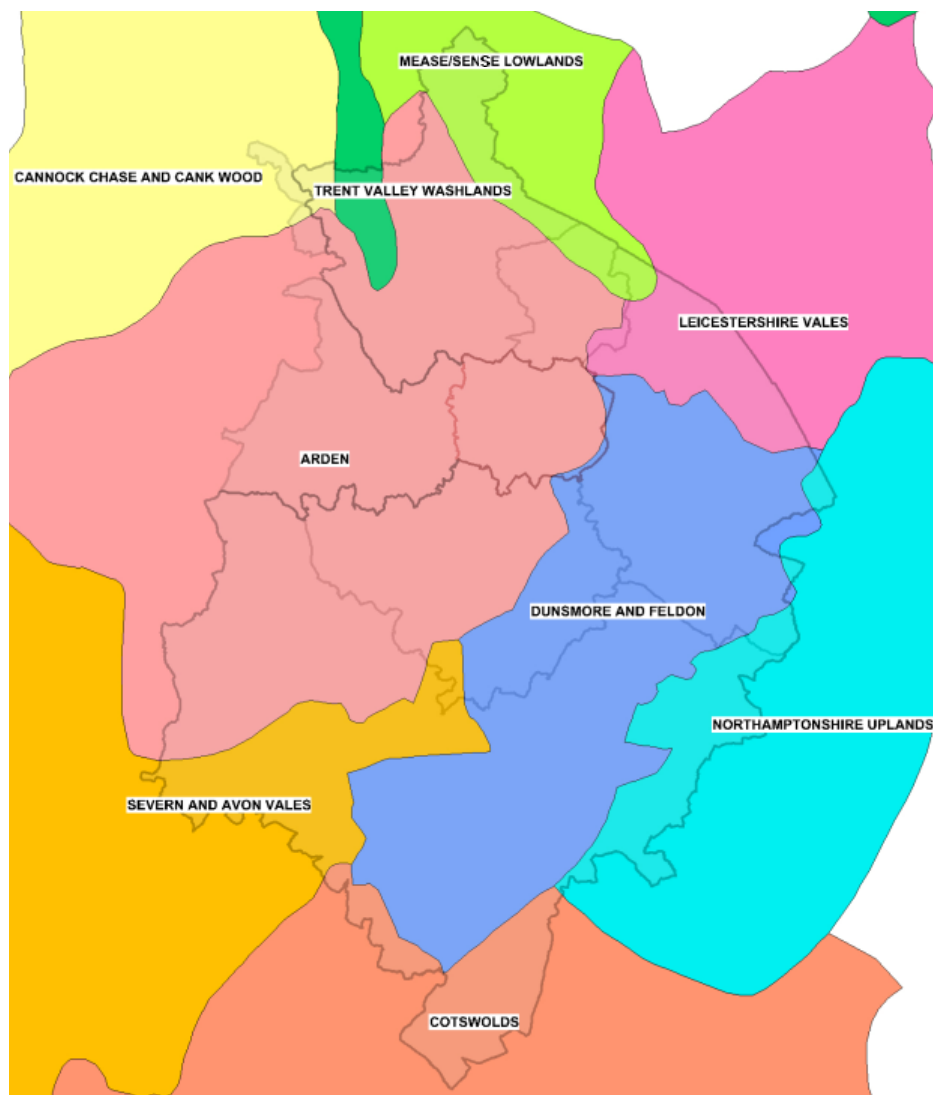 MEASE/SENSE LOWLANDS
CANNOCK CHASE AND CANK WOOD
TRENT VALLEY WASHLANDS
LEICESTERSHIRE VALES
ARDEN
DUNSMORE AND FELDON
NORTHAMPTONSHIRE UPLANDS
SEVERN AND AVON VALES
COTSWOLDS